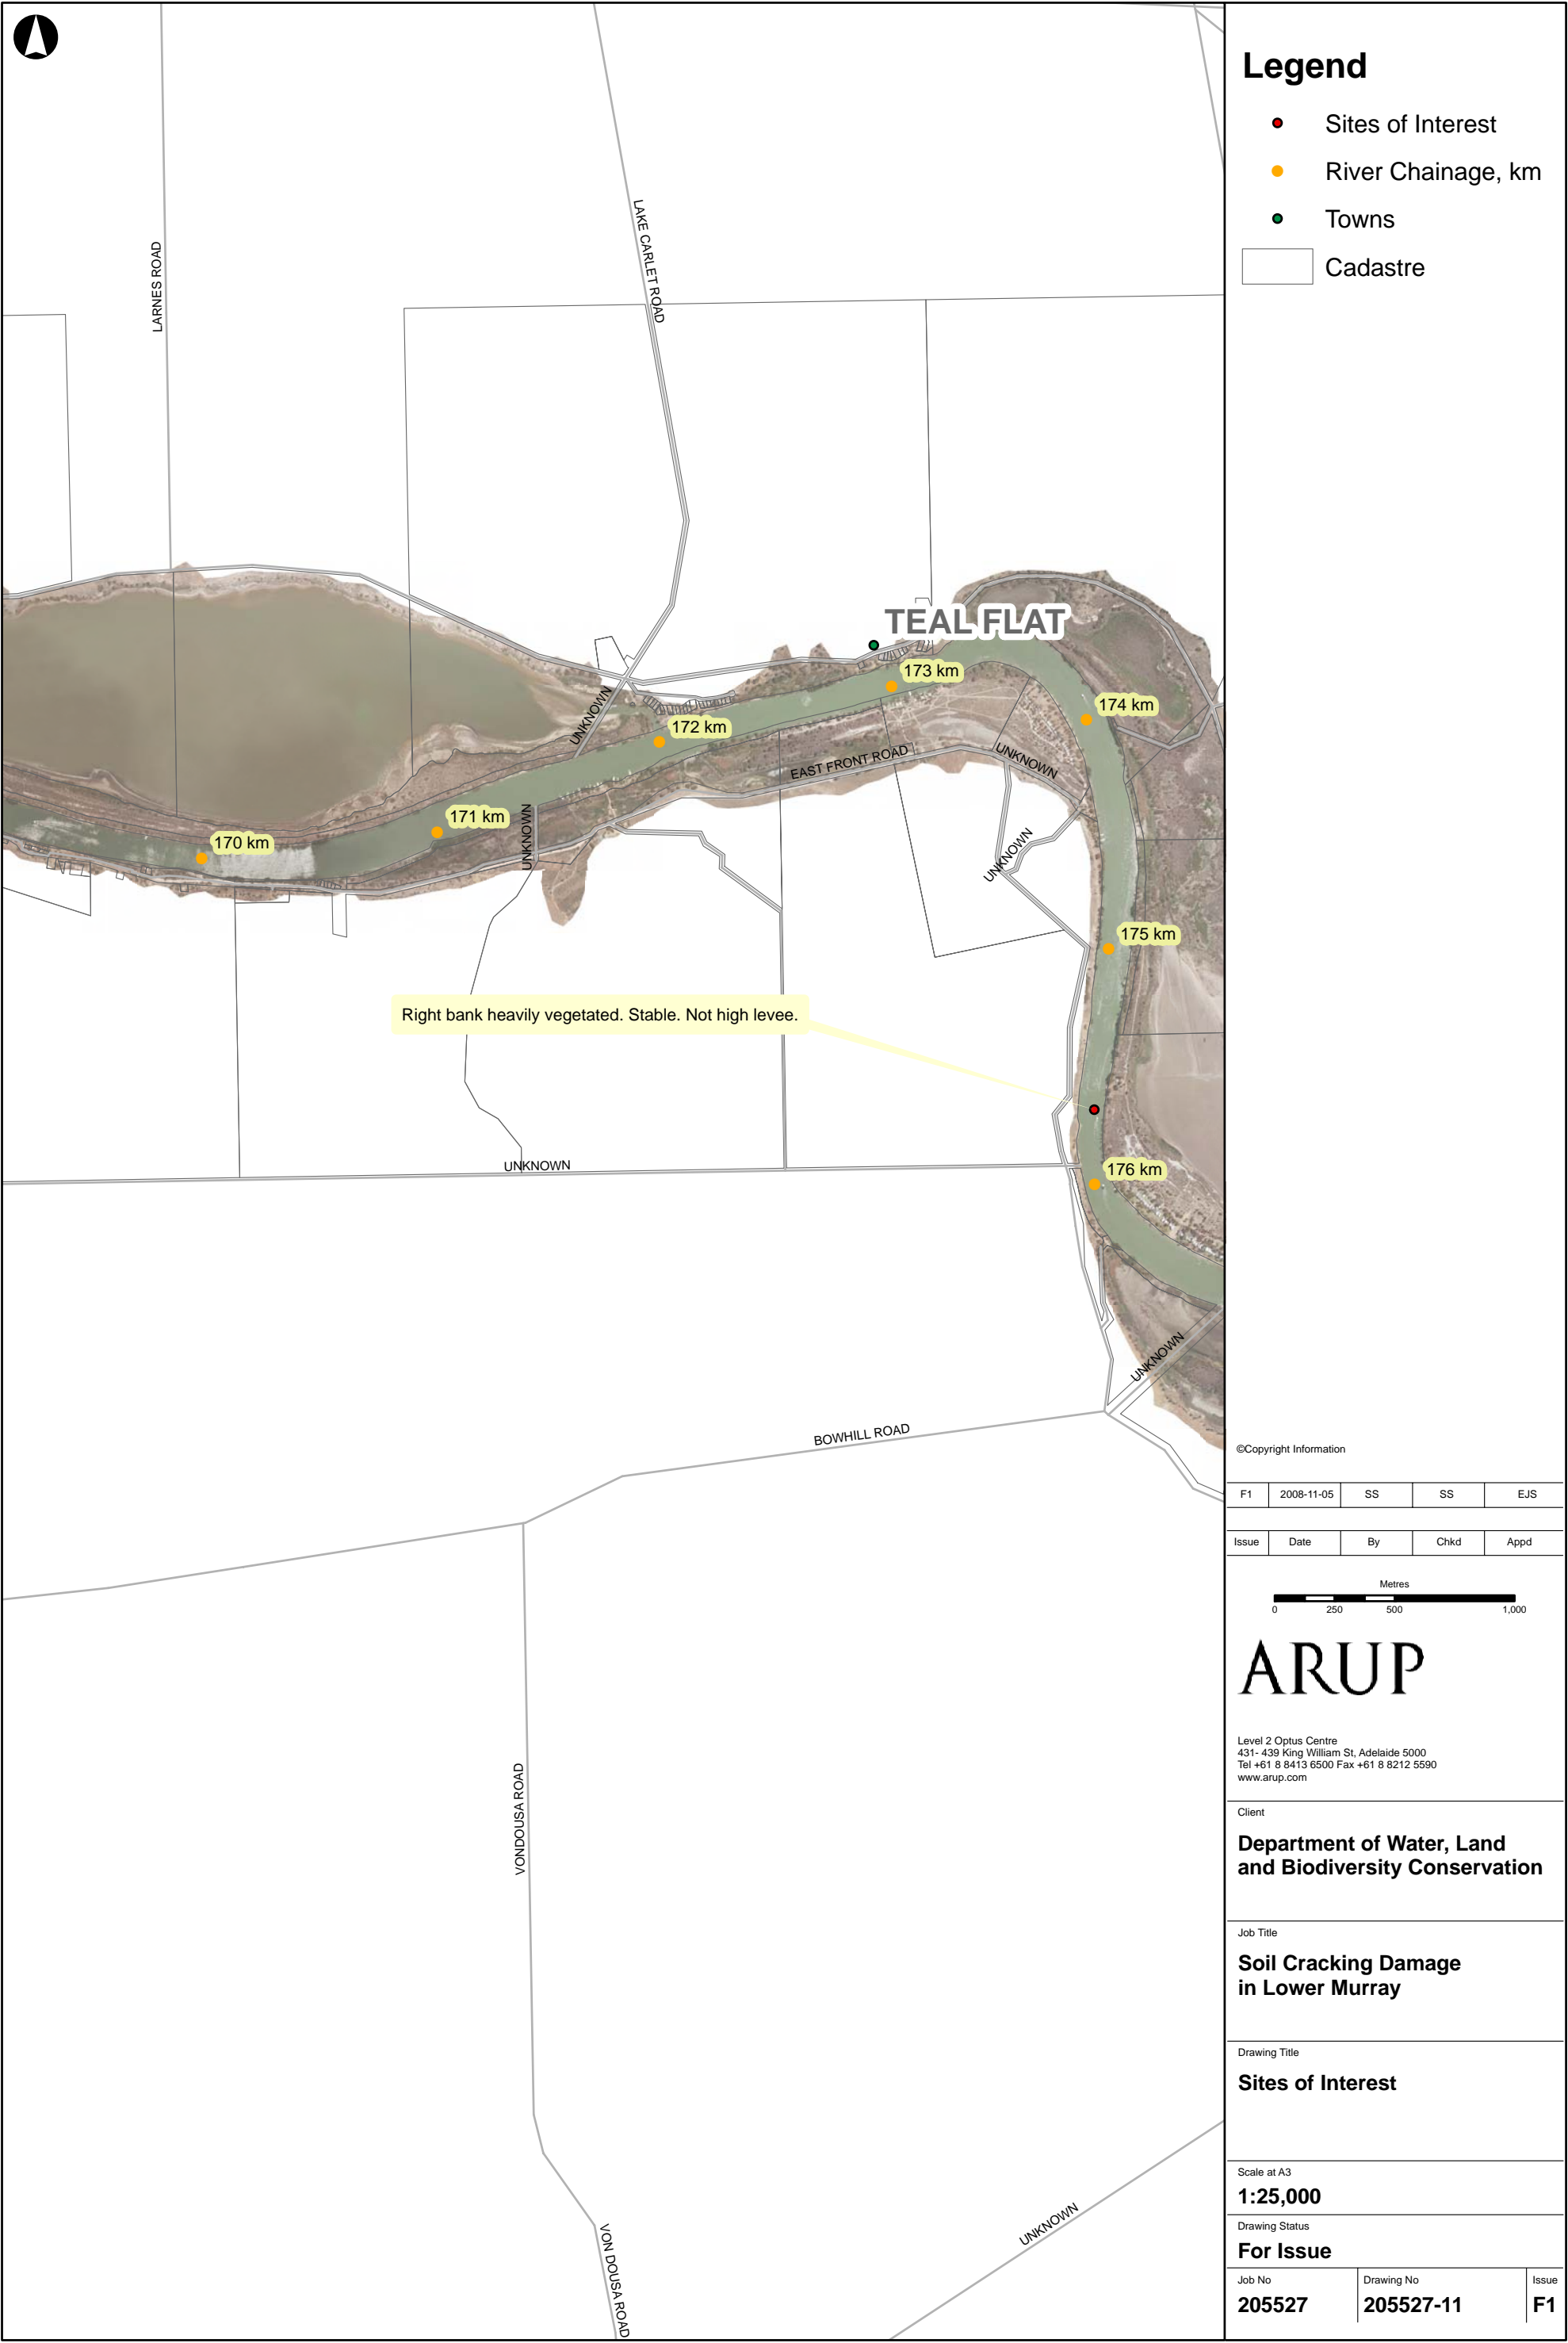 LARNES ROAD
LAKE CARLET ROAD
TEAL FLAT
173 km
174 km
172 km
UNKNOWN
EAST FRONT ROAD
UNKNOWN
171 km
UNKNOWN
170 km
UNKNOWN
175 km
Right bank heavily vegetated. Stable. Not high levee.
UNKNOWN
176 km
UNKNOWN
BOWHILL ROAD
VONDOUSA ROAD
VON DOUSA ROAD
UNKNOWN
Legend
Sites of Interest
River Chainage, km
Towns
Cadastre
©Copyright Information
F1 2008-11-05 SS SS EJS
Issue Date By Chkd Appd
Metres
0 250 500 1,000
ARUP
Level 2 Optus Centre
431- 439 King William St, Adelaide 5000
Tel +61 8 8413 6500 Fax +61 8 8212 5590
www.arup.com
Client
Department of Water, Land
and Biodiversity Conservation
Job Title
Soil Cracking Damage
in Lower Murray
Drawing Title
Sites of Interest
Scale at A3
1:25,000
Drawing Status
For Issue
Job No Drawing No Issue
205527 205527-11 F1